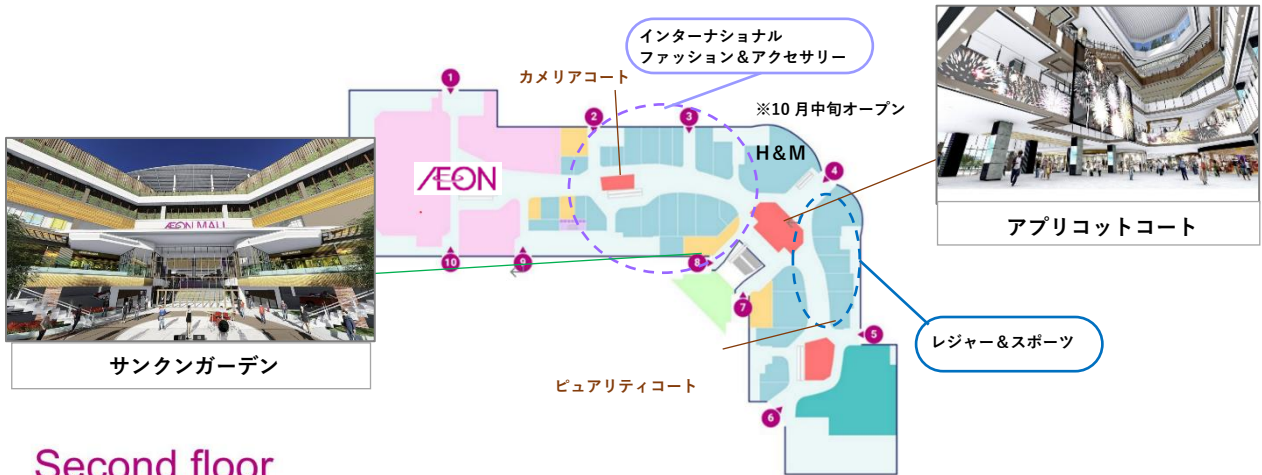 インターナショナル
ファッション＆アクセサリー
カメリアコート
※10 月中旬オープン
1
2
3
H&M
4
ÆON
ÆON MALL
アプリコットコート
10
9
8
7
5
レジャー＆スポーツ
サンクンガーデン
ピュアリティコート
6
Second floor